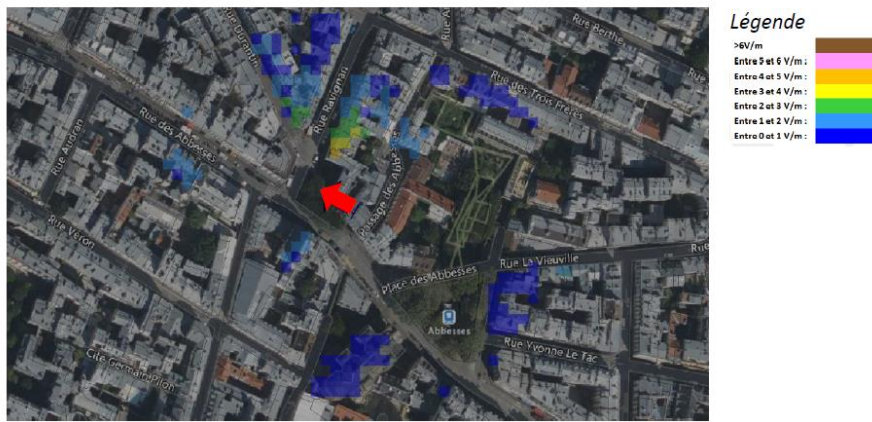 Légende
>6V/m
Entre 5 et 6 V/m :
Entre 4 et 5 V/m :
Entre 3 et 4 V/m :
Entre 2 et 3 V/m :
Entre 1 et 2 V/m :
Entre 0 et 1 V/m :
Rue Durantin
Rue Ravignan
Rue Berthe
Rue des Trois Frères
Rue des Abbesses
Rue Audran
Passage des Abbesses
Rue Véron
Rue La Vieuville
Rue
Place des Abbesses
Abbesses
Rue Yvonne Le Tac
Cité Germain Pilon